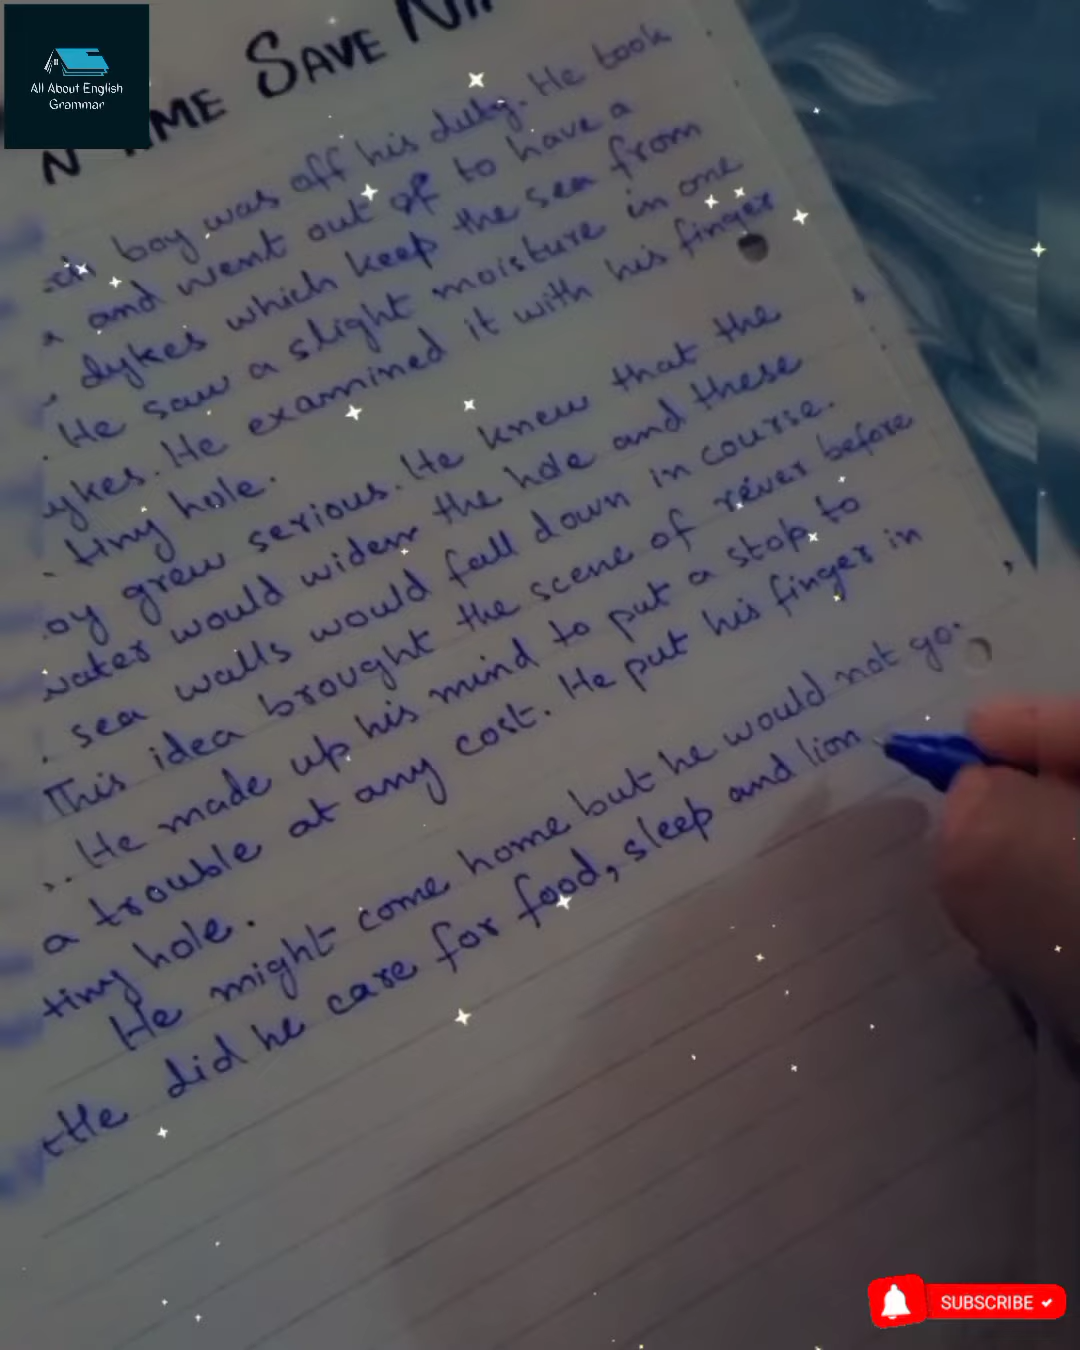 All About English
Grammar
SAVE
boy was off his duty. He took
and went out of to have a
dykes which keep the sea from
He saw a slight moisture in one
ykes. He examined it with his finger
tiny hole.
oy grew serious. He knew that the
water would widen the hole and these
sea walls would fall down in course.
This idea brought the scene of rever before
He made up his mind to put a stop to
a trouble at any cost. He put his finger in
tiny hole.
He might come home but he would not go.
did he care for food, sleep and lion
SUBSCRIBE